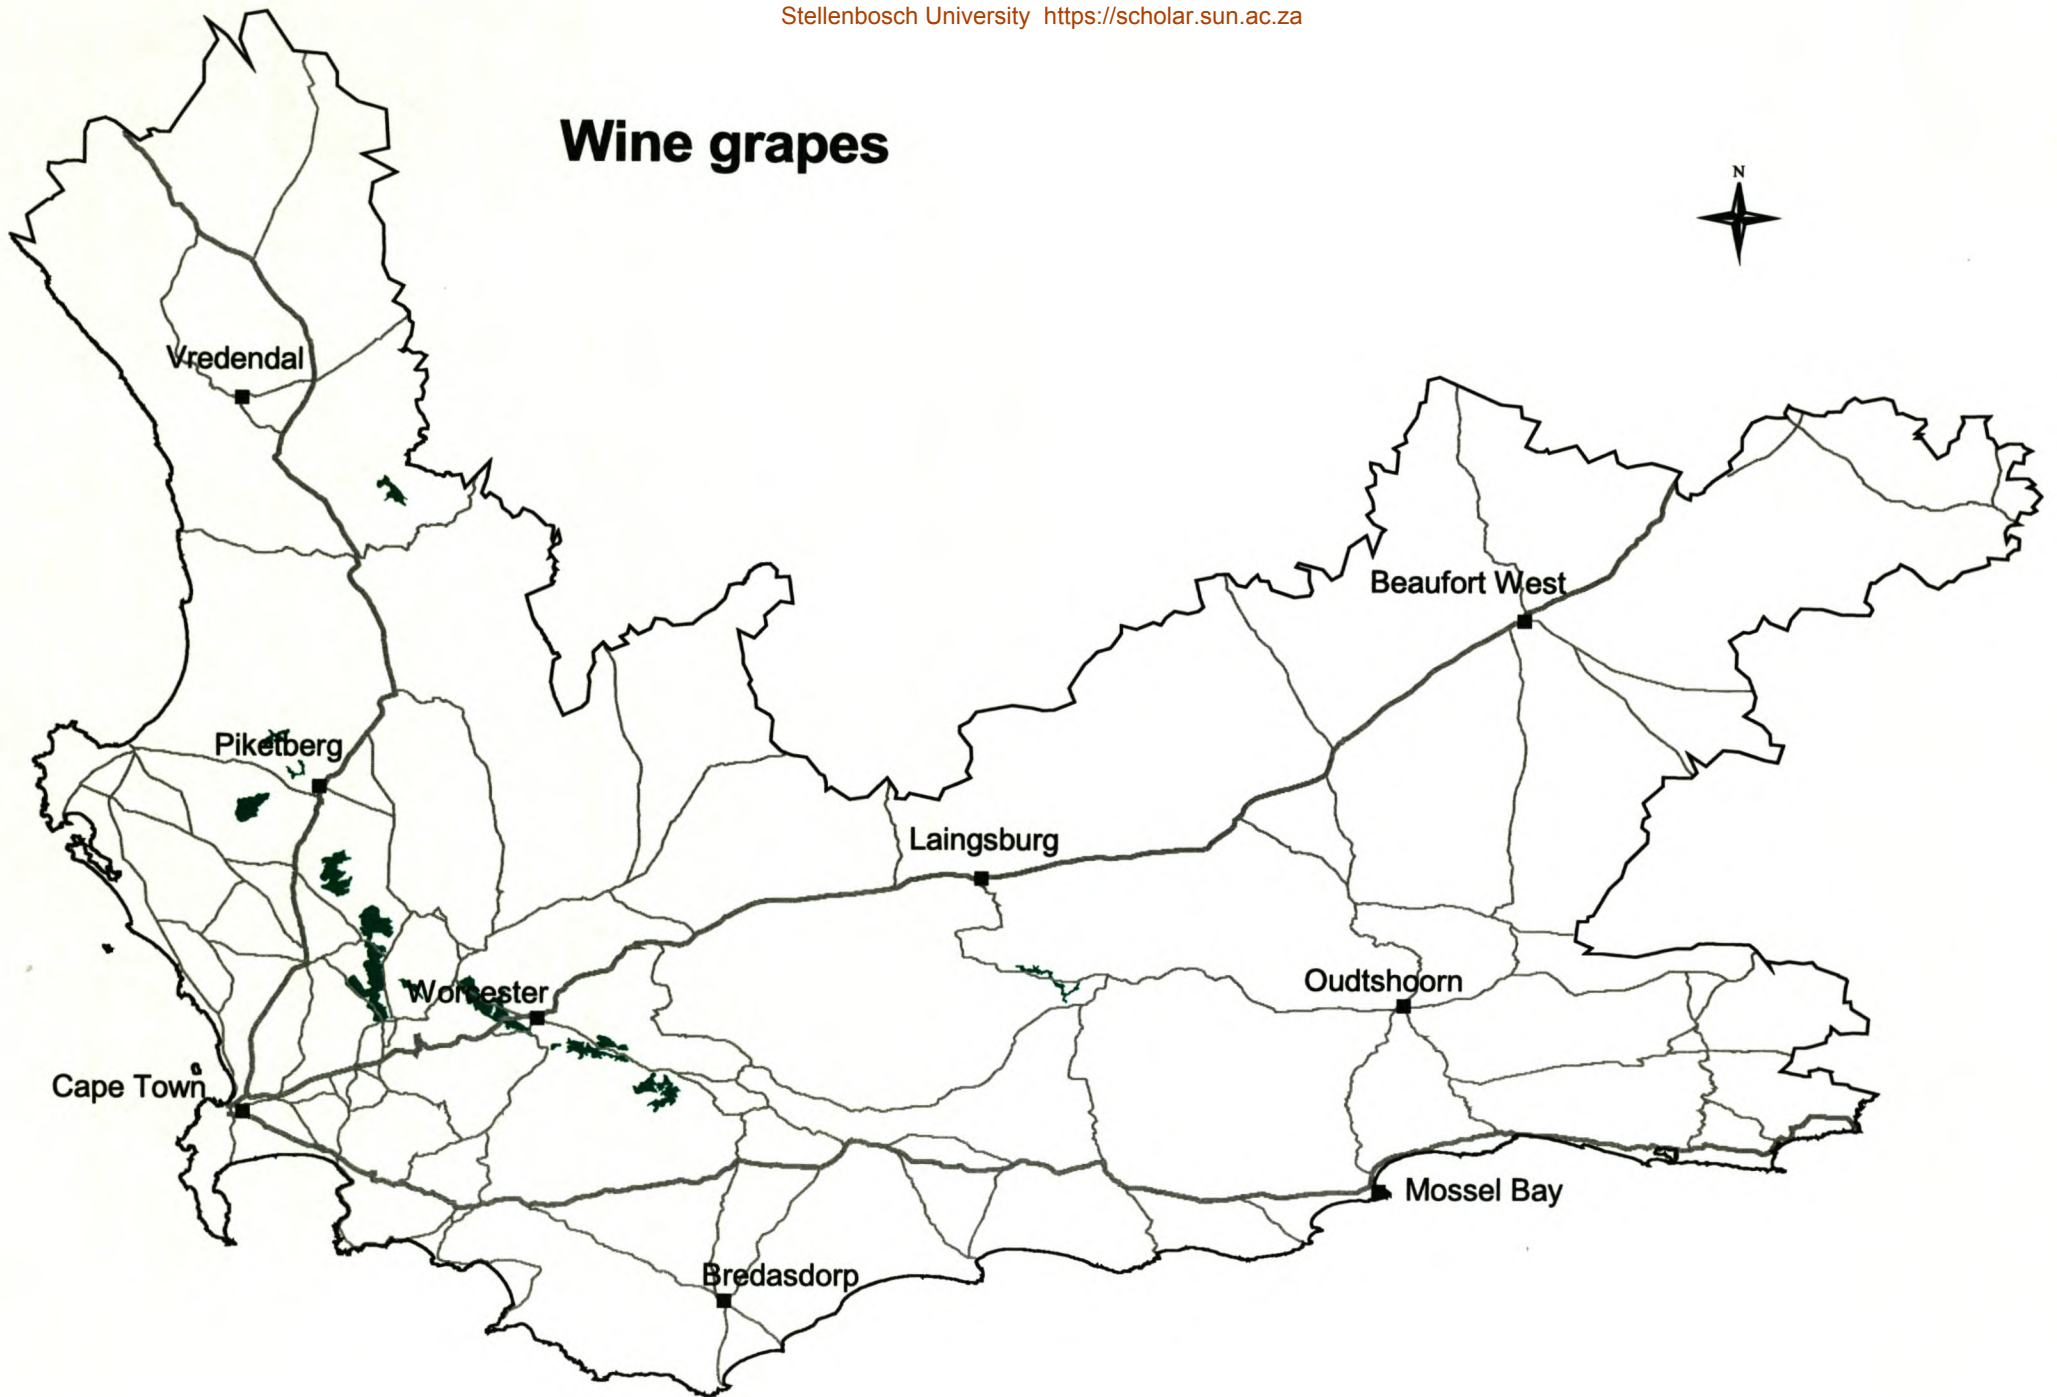 Stellenbosch University https://scholar.sun.ac.za
Wine grapes
N
Vredendal
Beaufort West
Piketberg
Laingsburg
Worcester
Oudtshoorn
Cape Town
Mossel Bay
Bredasdorp